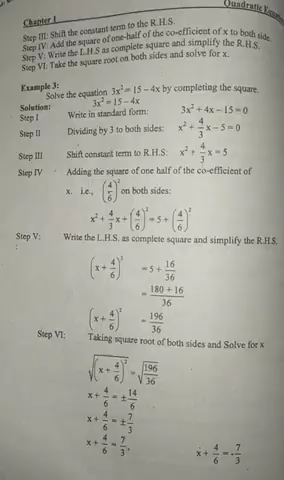 Chapter 1
Quadratic
Step III: Shift the constant term to the R.H.S.
Step IV: Add the square of one-half of the co-efficient of x to both side.
Step V: Write the L.H.S as complete square and simplify the R.H.S.
Step VI: Take the square root on both sides and solve for x.
Example 3:
Solve the equation 3x² = 15 – 4x by completing the square.
Solution: 3x² = 15 – 4x
Step I Write in standard form: 3x² + 4x – 15 = 0
Step II Dividing by 3 to both sides: x² + 4/3 x – 5 = 0
Step III Shift constant term to R.H.S: x² + 4/3 x = 5
Step IV Adding the square of one half of the co-efficient of
x. i.e., (4/6)² on both sides:
x² + 4/3 x + (4/6)² = 5 + (4/6)²
Step V: Write the L.H.S. as complete square and simplify the R.H.S.
:
(x + 4/6)² = 5 + 16/36
= 180 + 16/36
(x + 4/6)² = 196/36
Step VI: Taking square root of both sides and Solve for x
√(x + 4/6)² = √196/36
x + 4/6 = ± 14/6
x + 4/6 = ± 7/3
x + 4/6 = 7/3, x + 4/6 = - 7/3